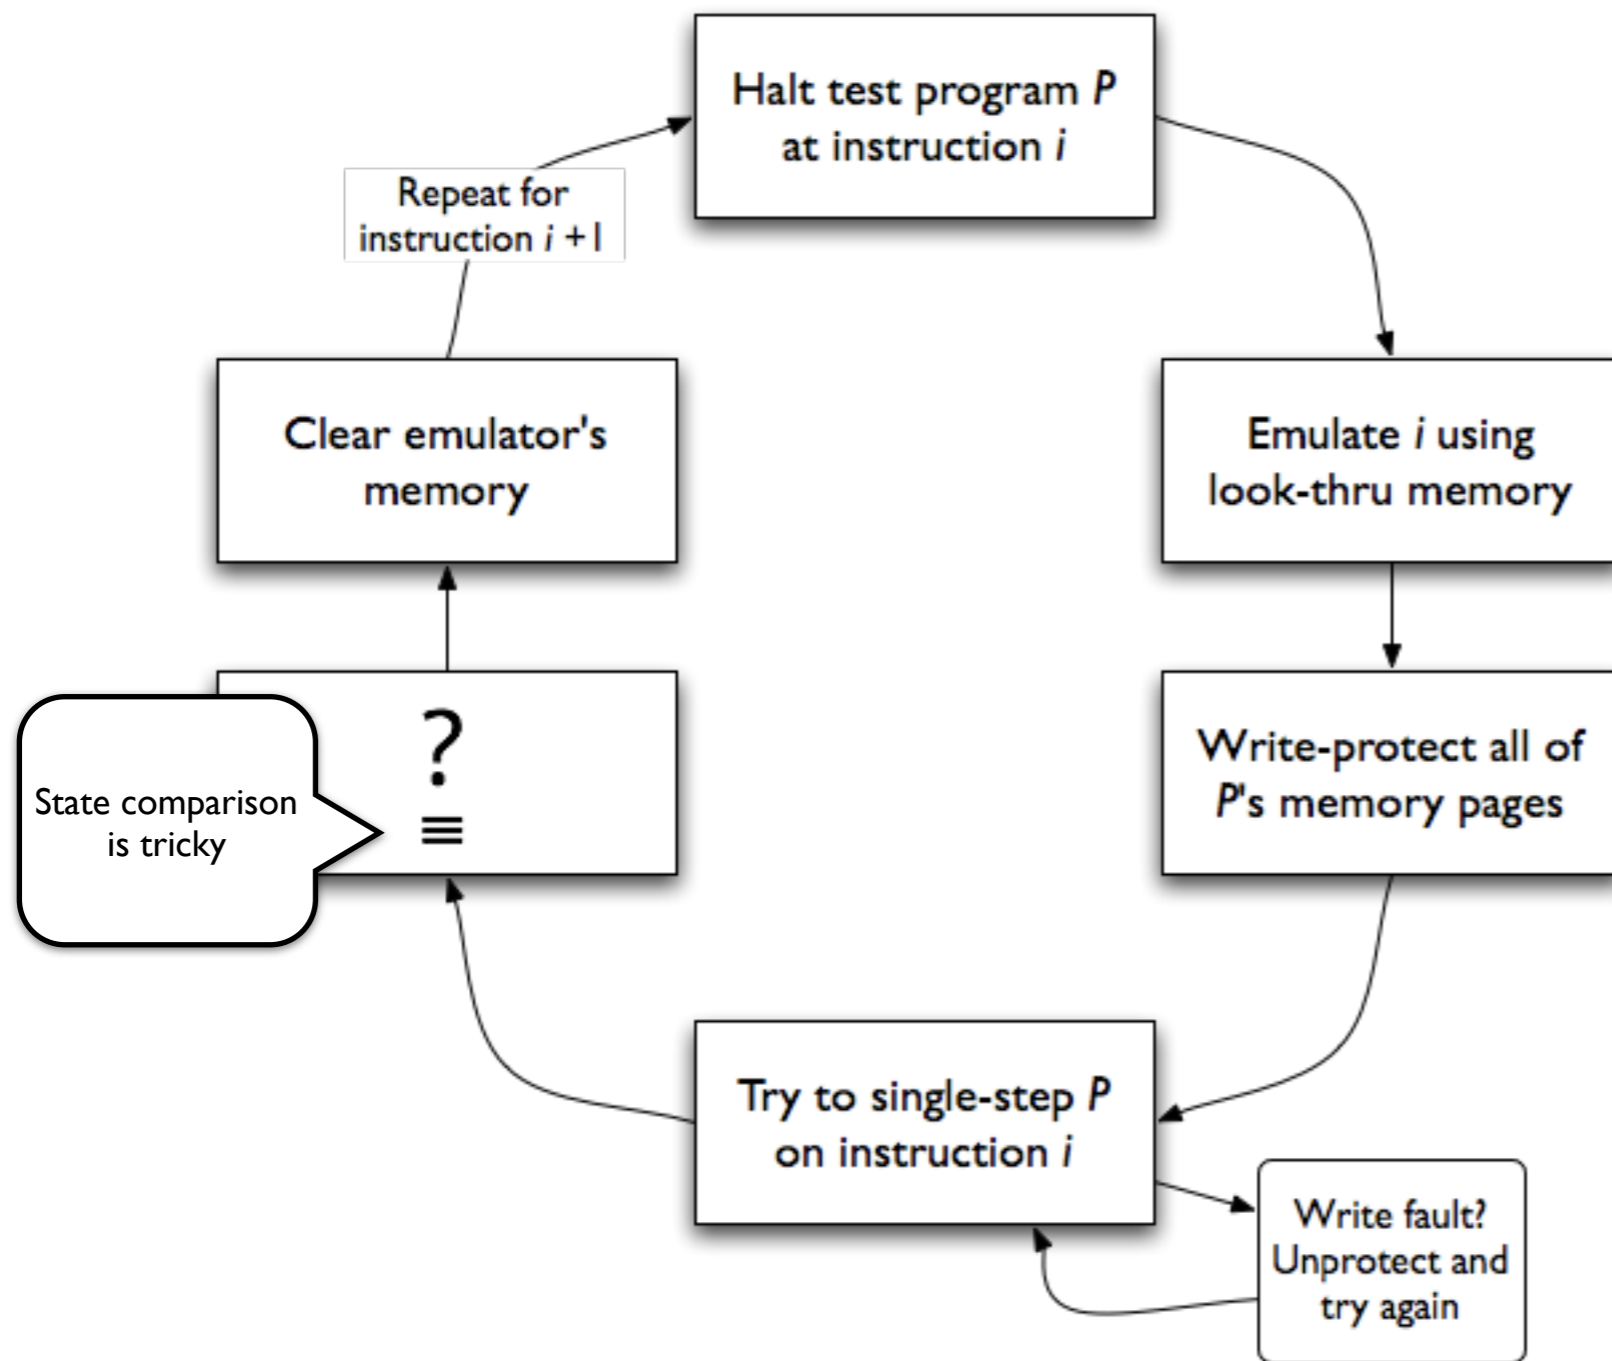 Halt test program P
at instruction i
Emulate i using
look-thru memory
Write-protect all of
P's memory pages
Try to single-step P
on instruction i
Write fault?
Unprotect and
try again
?
≡
State comparison
is tricky
Clear emulator's
memory
Repeat for
instruction i +1